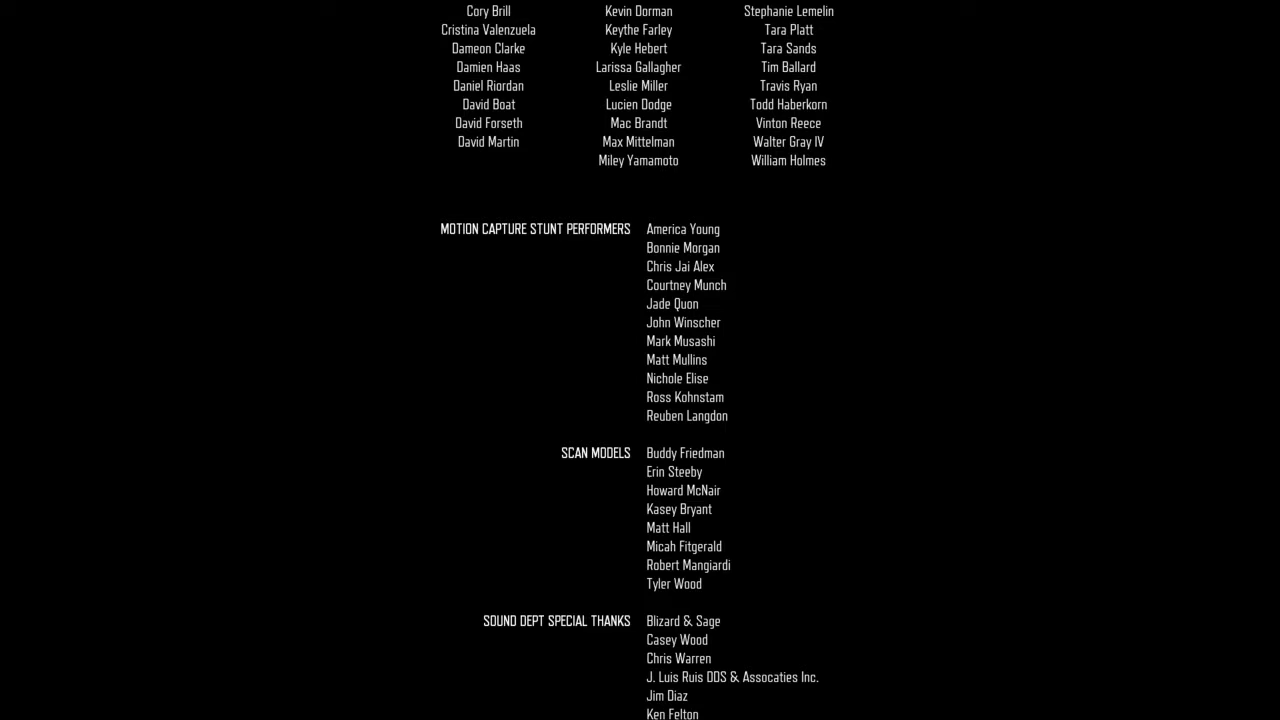 Cory Brill
Cristina Valenzuela
Dameon Clarke
Damien Haas
Daniel Riordan
David Boat
David Forseth
David Martin
Kevin Dorman
Keythe Farley
Kyle Hebert
Larissa Gallagher
Leslie Miller
Lucien Dodge
Mac Brandt
Max Mittelman
Miley Yamamoto
Stephanie Lemelin
Tara Platt
Tara Sands
Tim Ballard
Travis Ryan
Todd Haberkorn
Vinton Reece
Walter Gray IV
William Holmes
MOTION CAPTURE STUNT PERFORMERS
America Young
Bonnie Morgan
Chris Jai Alex
Courtney Munch
Jade Quon
John Winscher
Mark Musashi
Matt Mullins
Nichole Elise
Ross Kohnstam
Reuben Langdon
SCAN MODELS
Buddy Friedman
Erin Steeby
Howard McNair
Kasey Bryant
Matt Hall
Micah Fitgerald
Robert Mangiardi
Tyler Wood
SOUND DEPT SPECIAL THANKS
Blizard & Sage
Casey Wood
Chris Warren
J. Luis Ruis DDS & Assocaties Inc.
Jim Diaz
Ken Felton